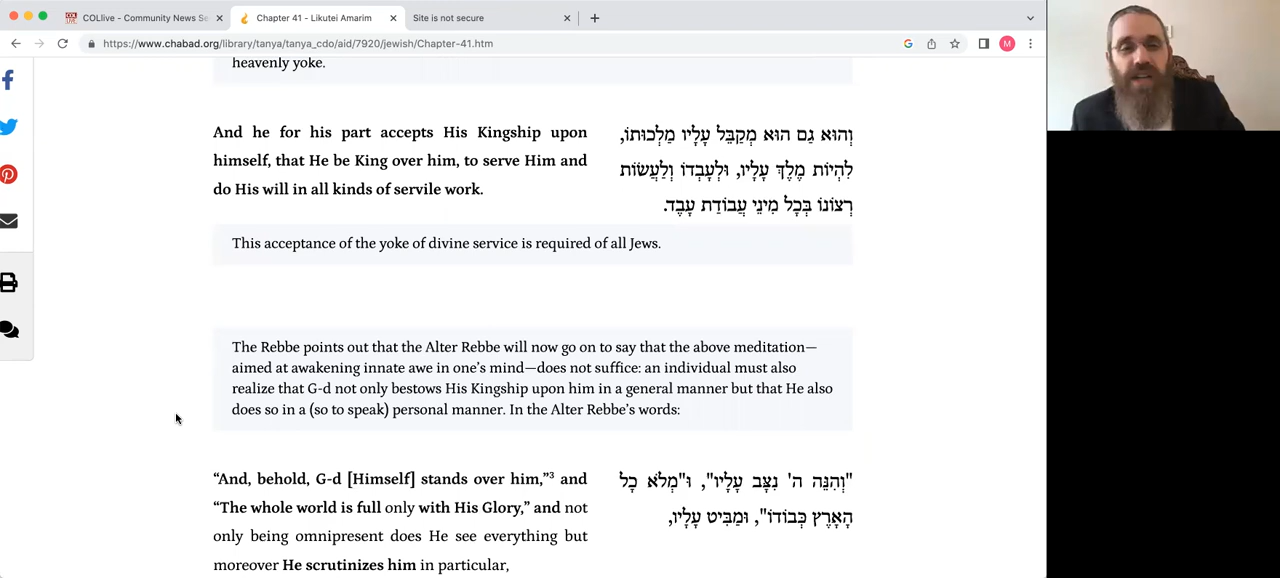 COLlive - Community News Se
Chapter 41 - Likutei Amarim
Site is not secure
https://www.chabad.org/library/tanya/tanya_cdo/aid/7920/jewish/Chapter-41.htm
M
heavenly yoke.
And he for his part accepts His Kingship upon
himself, that He be King over him, to serve Him and
do His will in all kinds of servile work.
וְהוּא גַם הוּא מְקַבֵּל עָלָיו מַלְכוּתוֹ,
לִהְיוֹת מֶלֶךְ עָלָיו, וּלְעָבְדוֹ וְלַעֲשׂוֹת
רְצוֹנוֹ בְּכָל מִינֵי עֲבוֹדַת עָבֶד.
This acceptance of the yoke of divine service is required of all Jews.
The Rebbe points out that the Alter Rebbe will now go on to say that the above meditation—
aimed at awakening innate awe in one’s mind—does not suffice: an individual must also
realize that G-d not only bestows His Kingship upon him in a general manner but that He also
does so in a (so to speak) personal manner. In the Alter Rebbe’s words:
“And, behold, G-d [Himself] stands over him,”3 and
“The whole world is full only with His Glory,” and not
only being omnipresent does He see everything but
moreover He scrutinizes him in particular,
"וְהִנֵּה ה' נִצָּב עָלָיו", וּ"מְלֹא כָל
הָאָרֶץ כְּבוֹדוֹ", וּמַבִּיט עָלָיו,